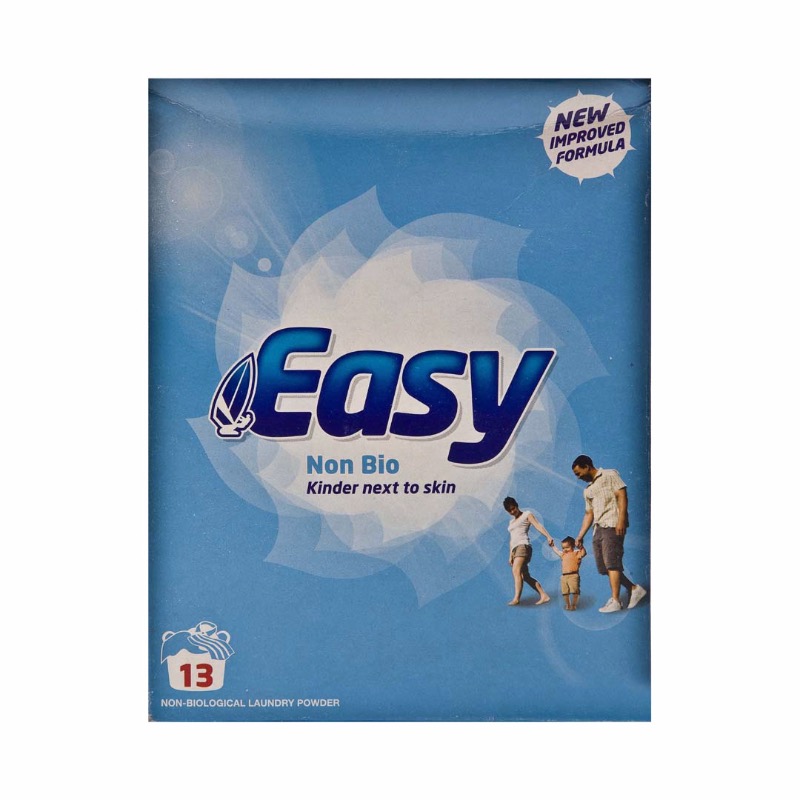 NEW
IMPROVED
FORMULA
Easy
Non Bio
Kinder next to skin
13
NON-BIOLOGICAL LAUNDRY POWDER